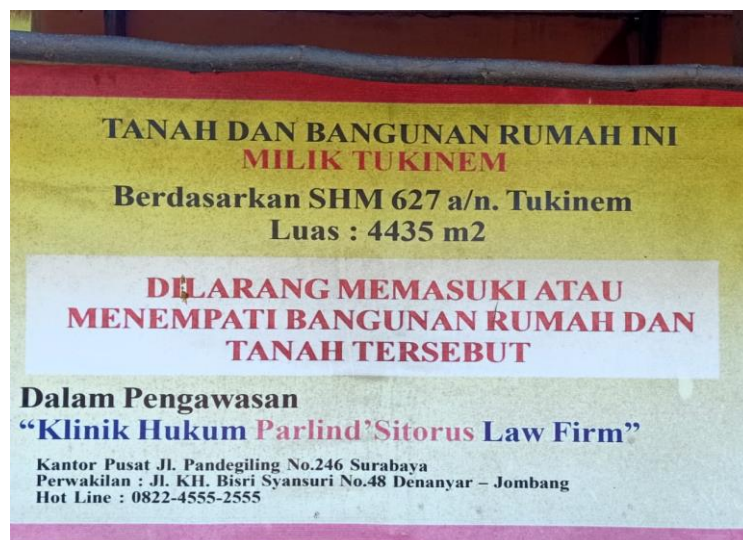 TANAH DAN BANGUNAN RUMAH INI
MILIK TUKINEM
Berdasarkan SHM 627 a/n. Tukinem
Luas : 4435 m2
DILARANG MEMASUKI ATAU
MENEMPATI BANGUNAN RUMAH DAN
TANAH TERSEBUT
Dalam Pengawasan
“Klinik Hukum Parlind'Sitorus Law Firm”
Kantor Pusat Jl. Pandegiling No.246 Surabaya
Perwakilan : Jl. KH. Bisri Syansuri No.48 Denanyar – Jombang
Hot Line : 0822-4555-2555